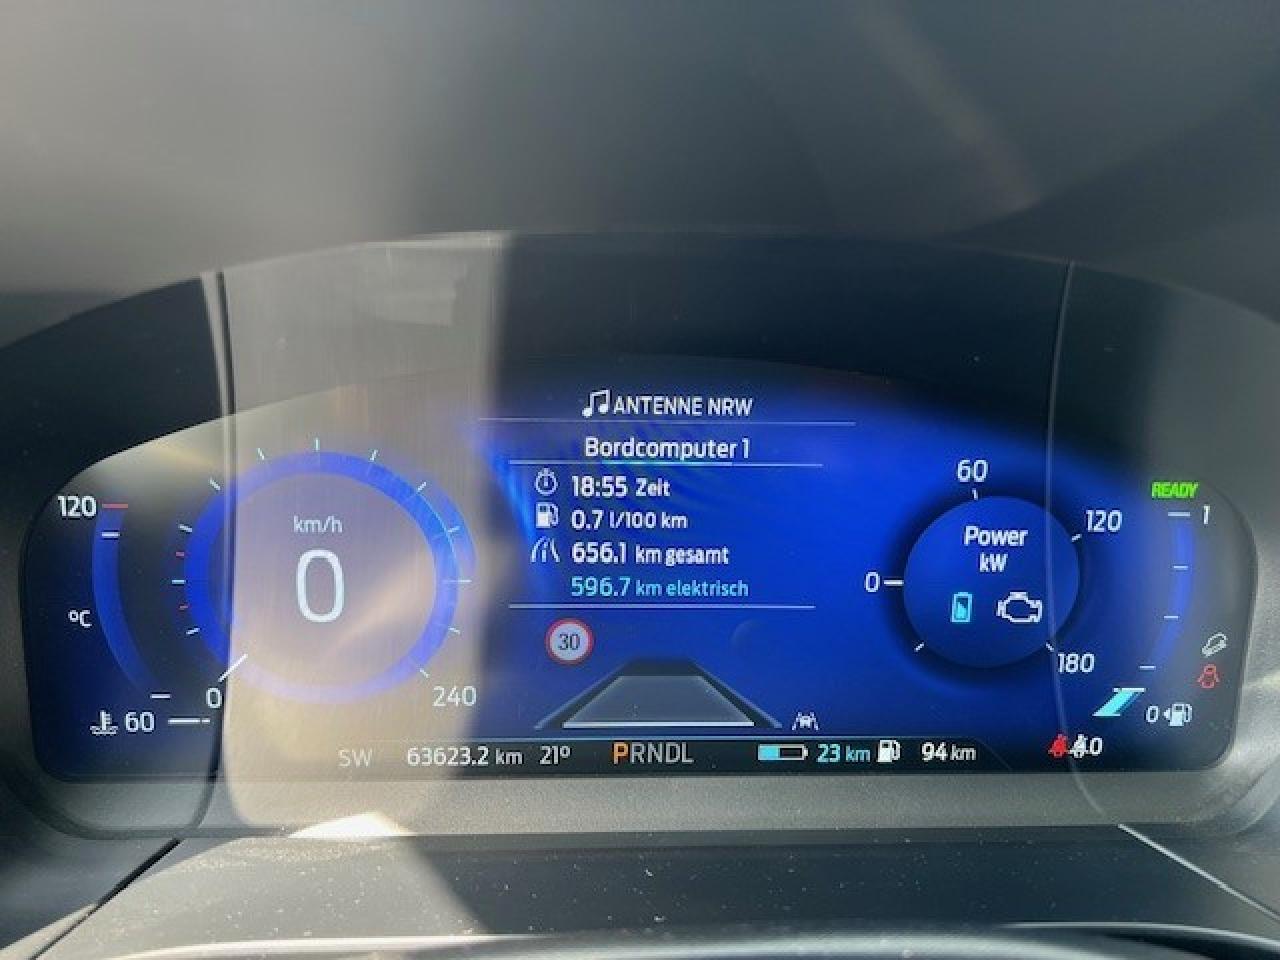 ANTENNE NRW
Bordcomputer 1
18:55 Zeit
0.7 l/100 km
656.1 km gesamt
596.7 km elektrisch
30
120
°C
60
km/h
0
0
240
60
120
0
Power
kW
180
READY
1
0
40
SW
63623.2 km
21°
PRNDL
23 km
94 km